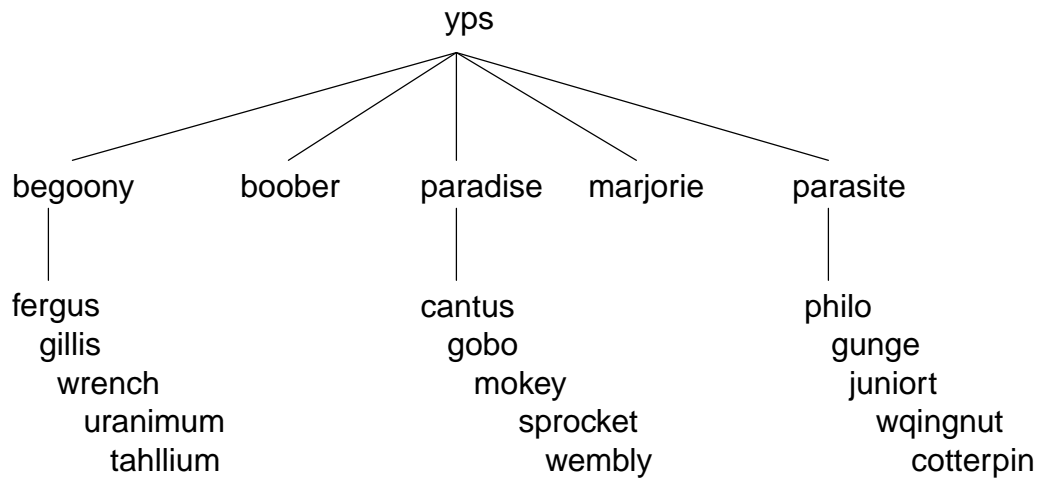 yps
begoony boober paradise marjorie parasite
fergus cantus philo
gillis gobo gunge
wrench mokey juniort
uranimum sprocket wqingnut
tahllium wembly cotterpin